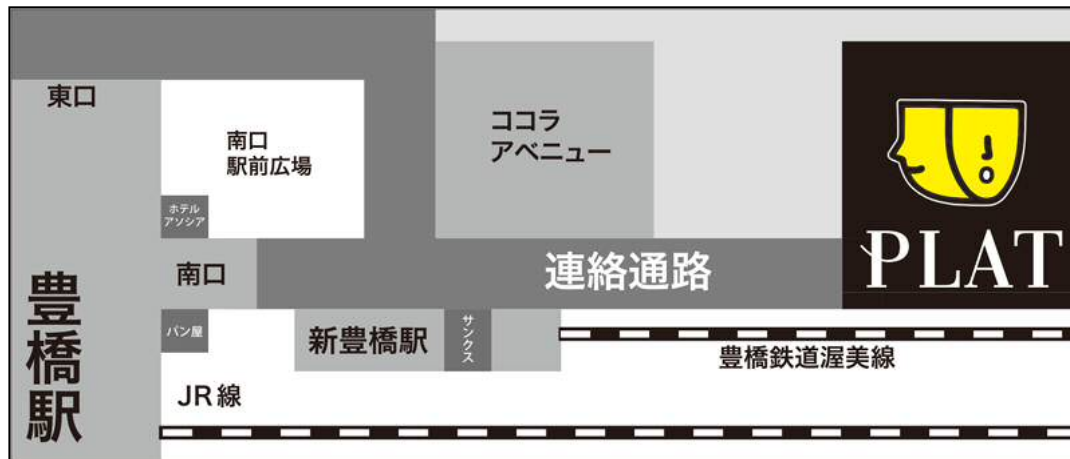 東口
南口
駅前広場
ココラ
アベニュー
ホテル
アソシア
南口
連絡通路
PLAT
豊橋駅
パン屋
新豊橋駅
サンクス
豊橋鉄道渥美線
JR線